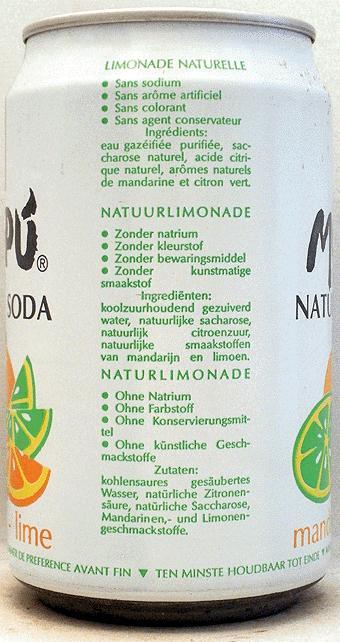 LIMONADE NATURELLE
• Sans sodium
• Sans arôme artificiel
• Sans colorant
• Sans agent conservateur
Ingrédients:
eau gazéifiée purifiée, sac-
charose naturel, acide citri-
que naturel, arômes naturels
de mandarine et citron vert.
NATUURLIMONADE
• Zonder natrium
• Zonder kleurstof
• Zonder bewaringsmiddel
• Zonder kunstmatige
smaakstof
Ingrediënten:
koolzuurhoudend gezuiverd
water, natuurlijke sacharose,
natuurlijk citroenzuur,
natuurlijke smaakstoffen
van mandarijn en limoen.
NATURLIMONADE
• Ohne Natrium
• Ohne Farbstoff
• Ohne Konservierungsmit-
tel
• Ohne künstliche Gesch-
mackstoffe
Zutaten:
kohlensaures gesäubertes
Wasser, natürliche Zitronen-
säure, natürliche Saccharose,
Mandarinen,- und Limonen-
geschmackstoffe.
PÚ®
SODA
- lime
M
NATU
mand
DE PREFERENCE AVANT FIN ▼ TEN MINSTE HOUDBAAR TOT EINDE ▼